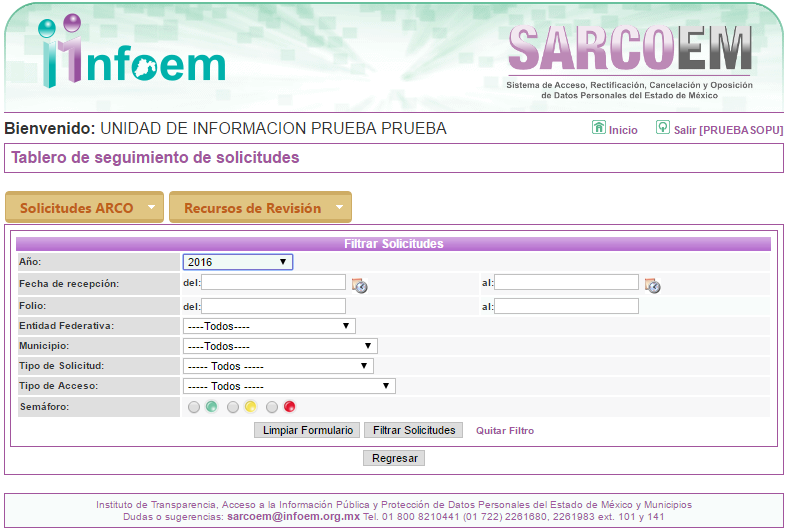 infoem
SARCOEM
Sistema de Acceso, Rectificación, Cancelación y Oposición
de Datos Personales del Estado de México
Bienvenido: UNIDAD DE INFORMACION PRUEBA PRUEBA
Inicio
Salir [PRUEBASOPU]
Tablero de seguimiento de solicitudes
Solicitudes ARCO
Recursos de Revisión
Filtrar Solicitudes
Año: 2016
Fecha de recepción: del: al:
Folio: del: al:
Entidad Federativa: ----Todos----
Municipio: ----Todos----
Tipo de Solicitud: ----- Todos -----
Tipo de Acceso: ----- Todos -----
Semáforo:
Limpiar Formulario Filtrar Solicitudes Quitar Filtro
Regresar
Instituto de Transparencia, Acceso a la Información Pública y Protección de Datos Personales del Estado de México y Municipios
Dudas o sugerencias: sarcoem@infoem.org.mx Tel. 01 800 8210441 (01 722) 2261680, 2261983 ext. 101 y 141